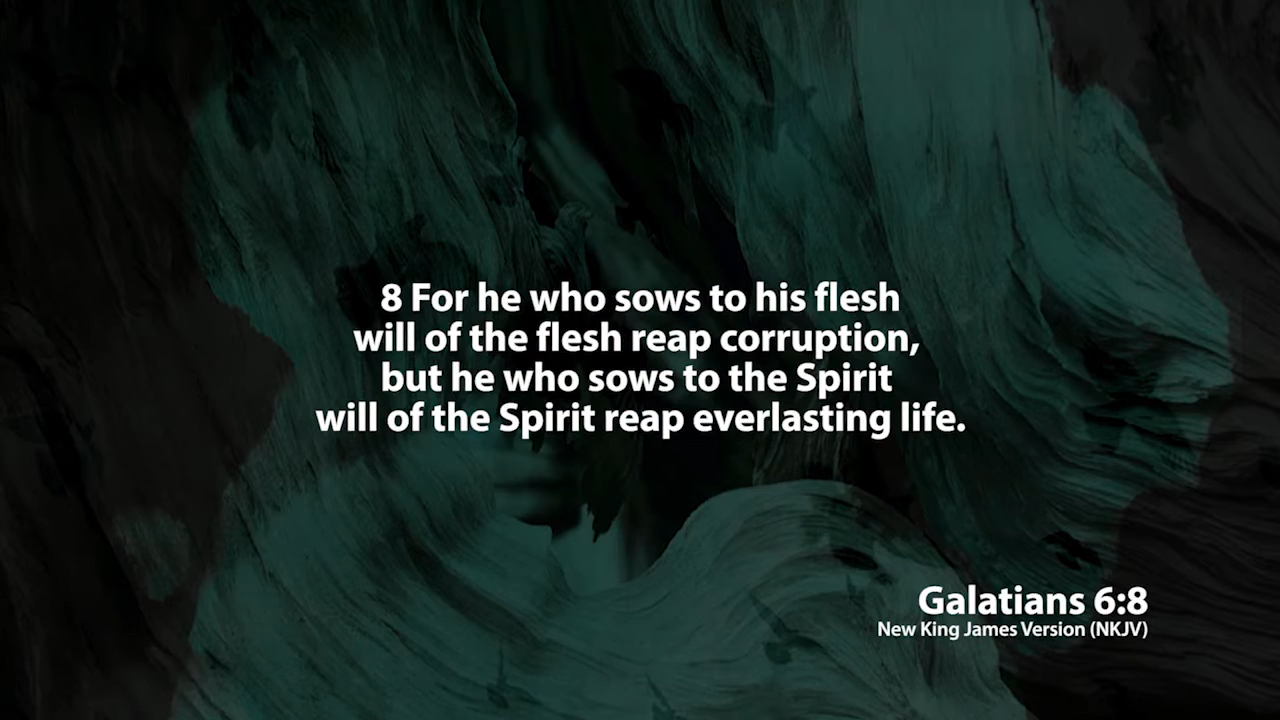 8 For he who sows to his flesh
will of the flesh reap corruption,
but he who sows to the Spirit
will of the Spirit reap everlasting life.
Galatians 6:8
New King James Version (NKJV)